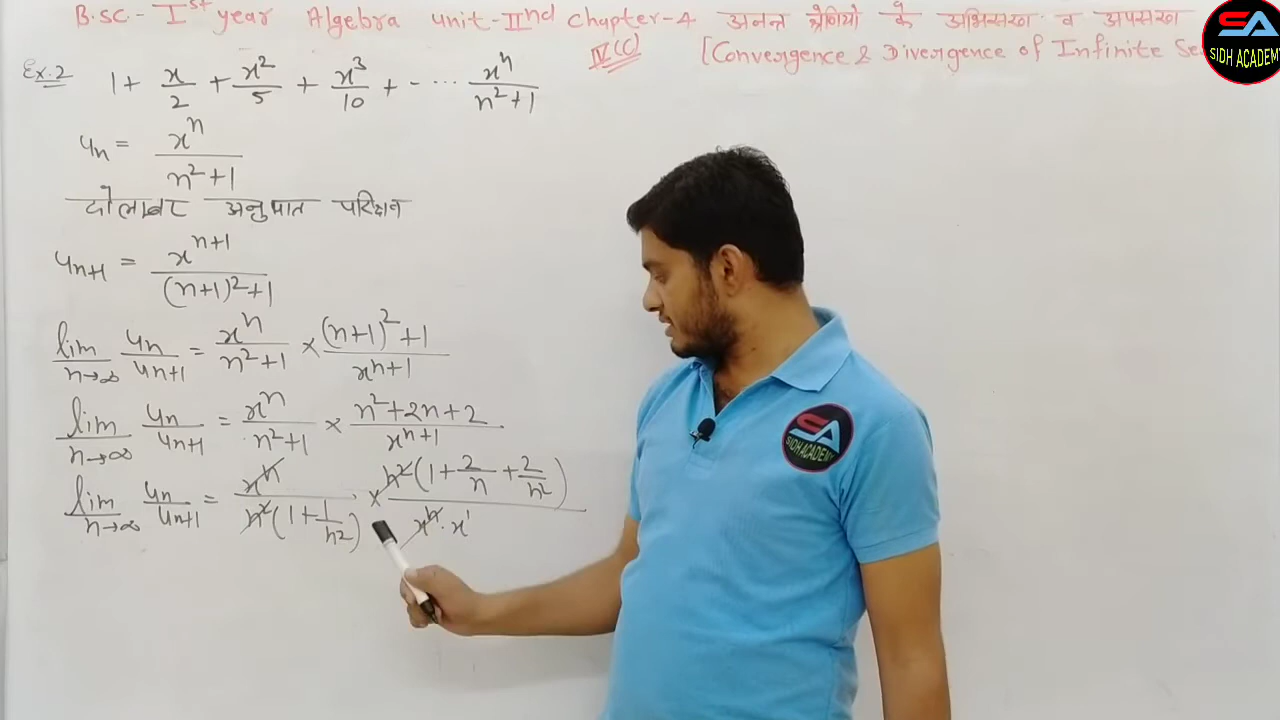 B.sc.- Ist year Algebra unit-IInd chapter-4 अनन्त श्रेणियो के अभिसरण व अपसरण
IV(C) [Convergence & Divergence of Infinite Se
SA
SIDH ACADEMY
Ex.2 1 + x/2 + x²/5 + x³/10 + - ... xⁿ/n²+1
uₙ = xⁿ/n²+1
अनुपात
uₙ₊₁ = xⁿ⁺¹/(n+1)²+1
lim n→∞ uₙ/uₙ₊₁ = xⁿ/n²+1 × (n+1)²+1/xⁿ⁺¹
lim n→∞ uₙ/uₙ₊₁ = xⁿ/n²+1 × n²+2n+2/xⁿ⁺¹
lim n→∞ uₙ/uₙ₊₁ = xⁿ/n²(1+1/n²) × n²(1+2/n+2/n²)/xⁿ·x¹
SA
SIDH ACADEMY